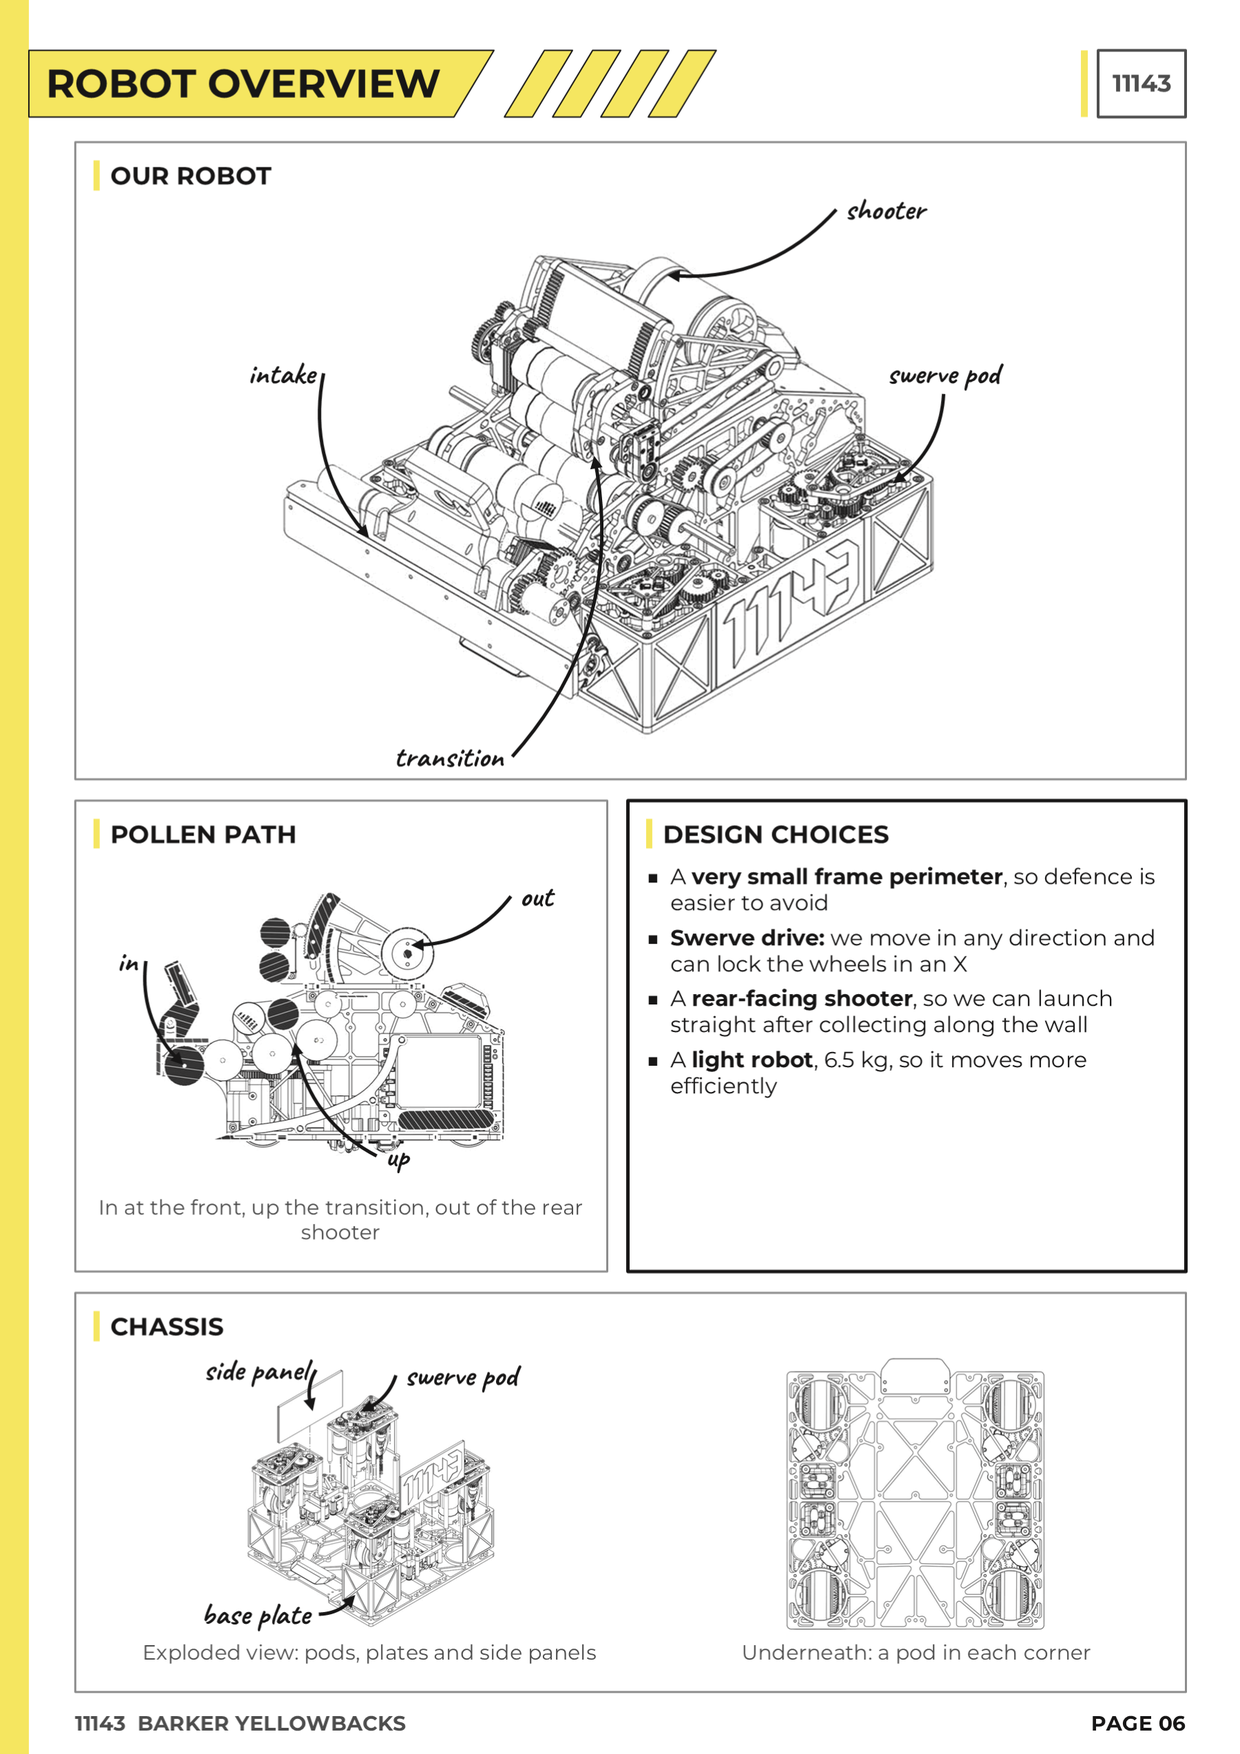 ROBOT OVERVIEW
11143
OUR ROBOT
shooter
intake
swerve pod
11143
transition
POLLEN PATH
out
in
up
In at the front, up the transition, out of the rear
shooter
DESIGN CHOICES
▪ A very small frame perimeter, so defence is
easier to avoid
▪ Swerve drive: we move in any direction and
can lock the wheels in an X
▪ A rear-facing shooter, so we can launch
straight after collecting along the wall
▪ A light robot, 6.5 kg, so it moves more
efficiently
CHASSIS
side panel
swerve pod
11143
base plate
Exploded view: pods, plates and side panels
Underneath: a pod in each corner
11143 BARKER YELLOWBACKS
PAGE 06